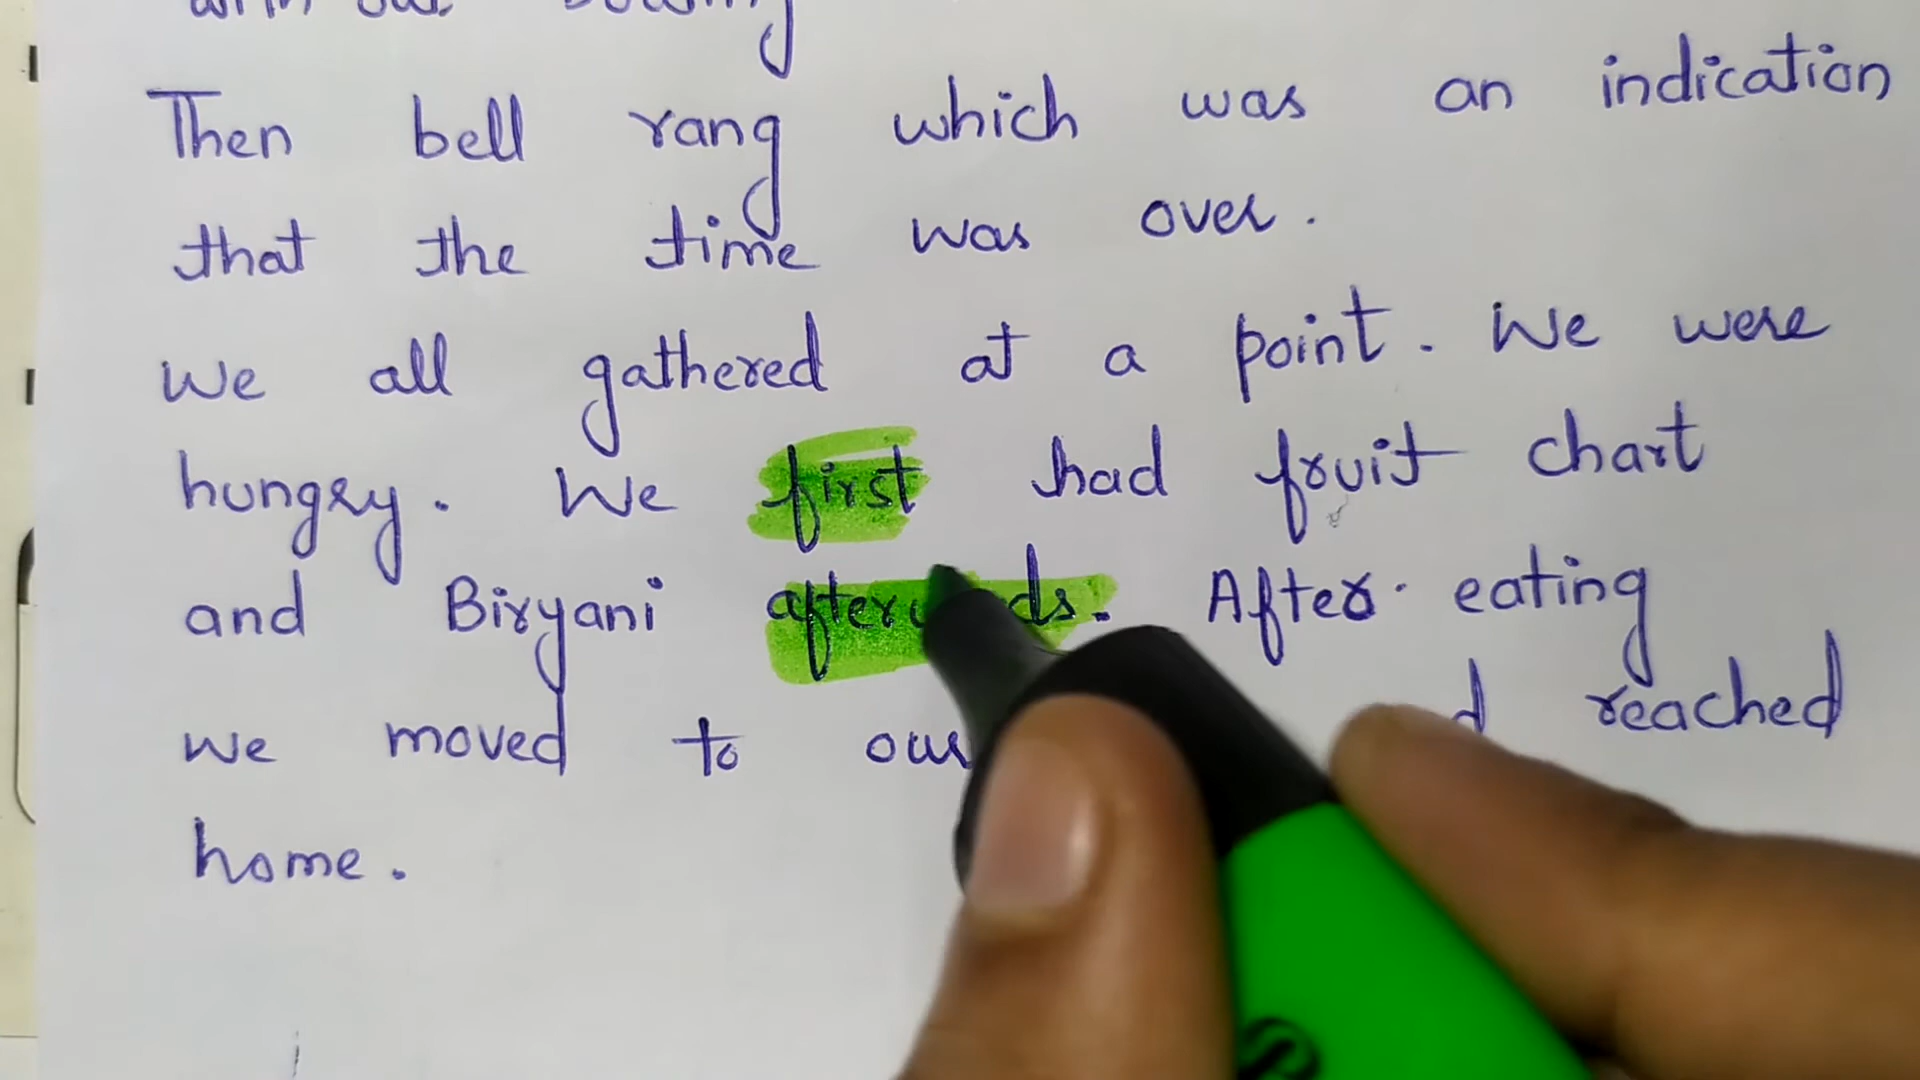 Then bell rang which was an indication
that the time was over.
We all gathered at a point. We were
hungry. We first had fruit chart
and Biryani . After eating
we moved to reached
home.